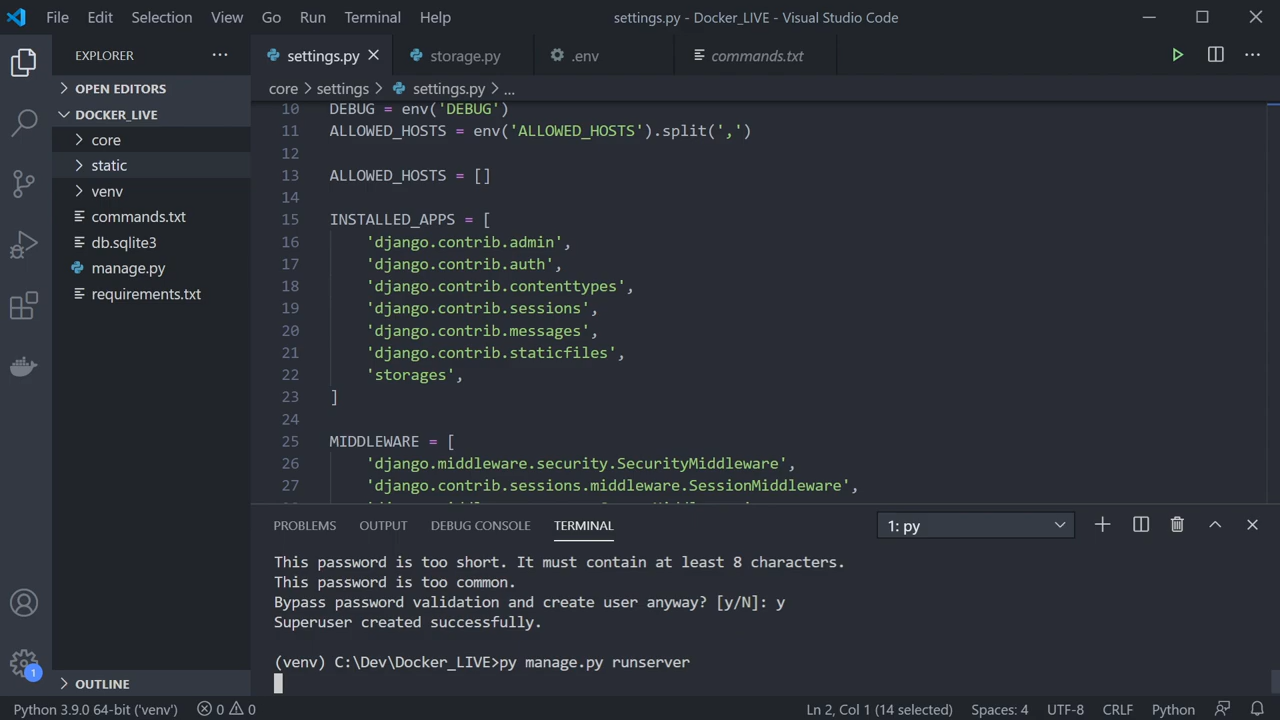 File Edit Selection View Go Run Terminal Help settings.py - Docker_LIVE - Visual Studio Code
EXPLORER ··· settings.py storage.py .env commands.txt ···
OPEN EDITORS
DOCKER_LIVE
core
static
venv
commands.txt
db.sqlite3
manage.py
requirements.txt
OUTLINE
core > settings > settings.py > ...
10 DEBUG = env('DEBUG')
11 ALLOWED_HOSTS = env('ALLOWED_HOSTS').split(',')
12
13 ALLOWED_HOSTS = []
14
15 INSTALLED_APPS = [
16 'django.contrib.admin',
17 'django.contrib.auth',
18 'django.contrib.contenttypes',
19 'django.contrib.sessions',
20 'django.contrib.messages',
21 'django.contrib.staticfiles',
22 'storages',
23 ]
24
25 MIDDLEWARE = [
26 'django.middleware.security.SecurityMiddleware',
27 'django.contrib.sessions.middleware.SessionMiddleware',
PROBLEMS OUTPUT DEBUG CONSOLE TERMINAL 1: py
This password is too short. It must contain at least 8 characters.
This password is too common.
Bypass password validation and create user anyway? [y/N]: y
Superuser created successfully.
(venv) C:\Dev\Docker_LIVE>py manage.py runserver
1
Python 3.9.0 64-bit ('venv') 0 0 Ln 2, Col 1 (14 selected) Spaces: 4 UTF-8 CRLF Python